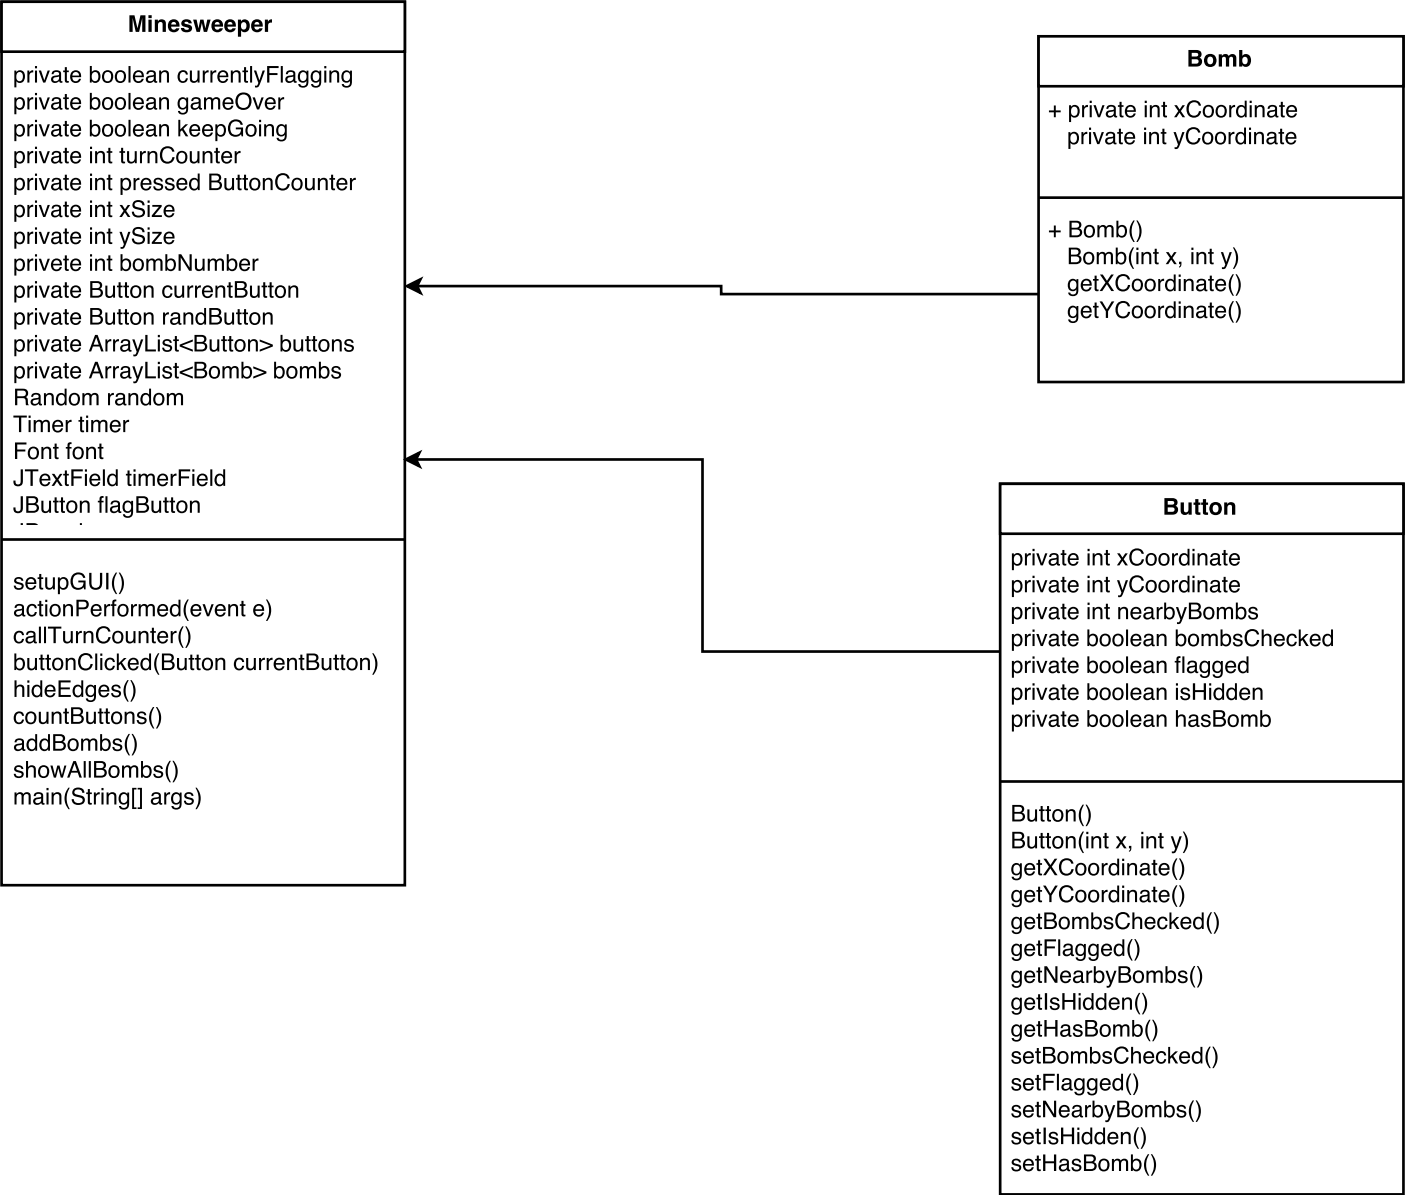 Minesweeper
private boolean currentlyFlagging
private boolean gameOver
private boolean keepGoing
private int turnCounter
private int pressed ButtonCounter
private int xSize
private int ySize
privete int bombNumber
private Button currentButton
private Button randButton
private ArrayList<Button> buttons
private ArrayList<Bomb> bombs
Random random
Timer timer
Font font
JTextField timerField
JButton flagButton
setupGUI()
actionPerformed(event e)
callTurnCounter()
buttonClicked(Button currentButton)
hideEdges()
countButtons()
addBombs()
showAllBombs()
main(String[] args)
Bomb
+ private int xCoordinate
private int yCoordinate
+ Bomb()
Bomb(int x, int y)
getXCoordinate()
getYCoordinate()
Button
private int xCoordinate
private int yCoordinate
private int nearbyBombs
private boolean bombsChecked
private boolean flagged
private boolean isHidden
private boolean hasBomb
Button()
Button(int x, int y)
getXCoordinate()
getYCoordinate()
getBombsChecked()
getFlagged()
getNearbyBombs()
getIsHidden()
getHasBomb()
setBombsChecked()
setFlagged()
setNearbyBombs()
setIsHidden()
setHasBomb()